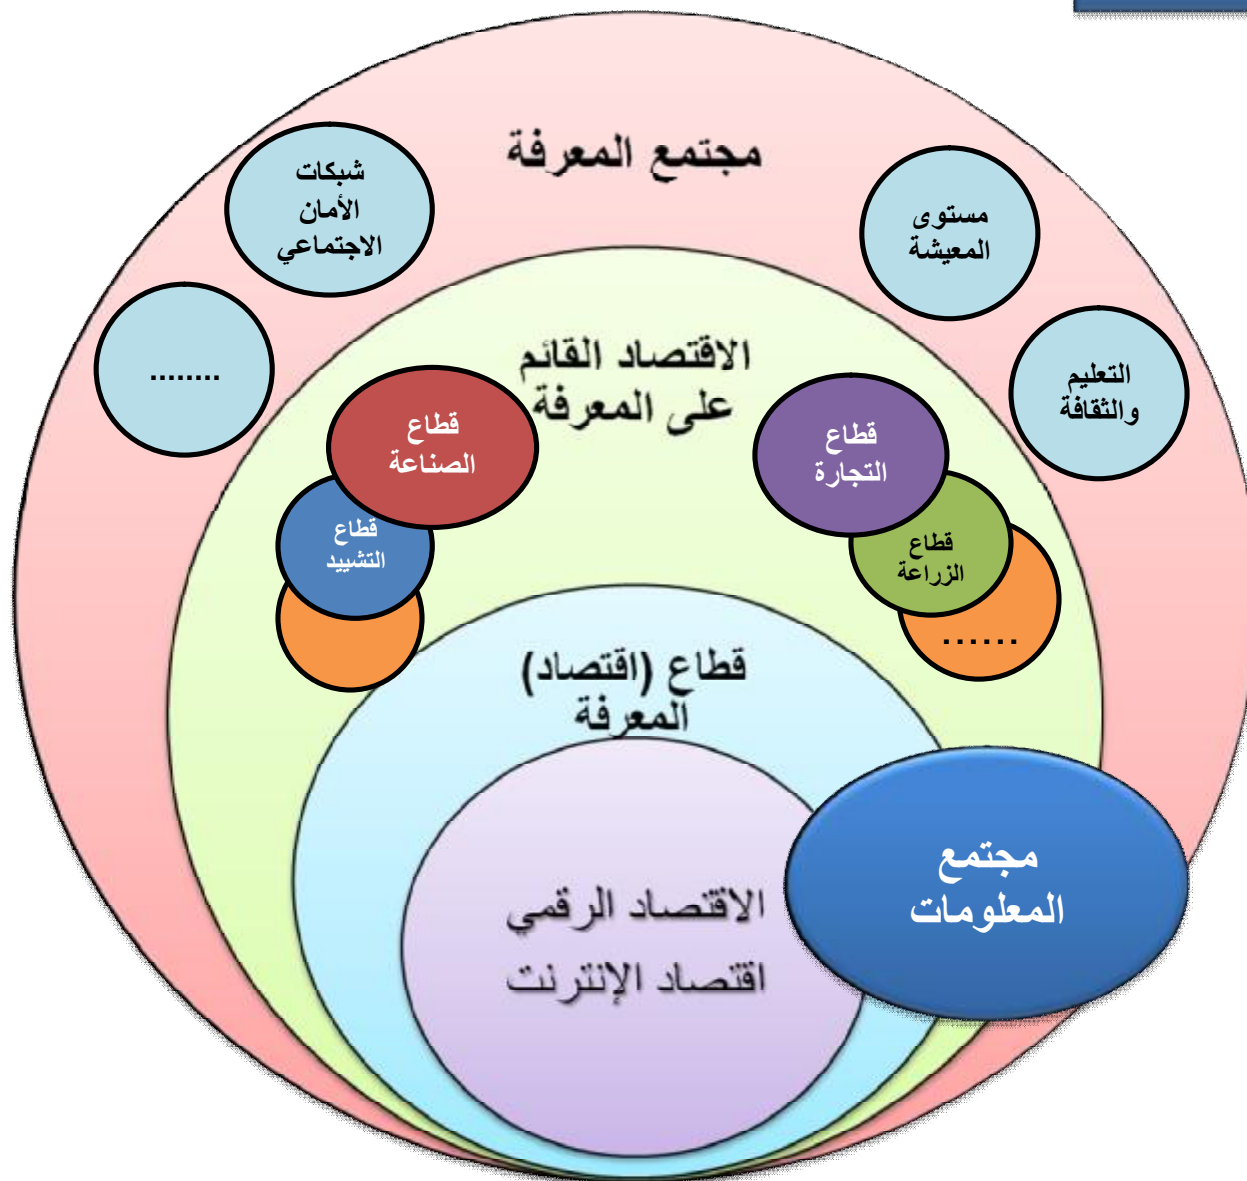 مجتمع المعرفة
مستوى
المعيشة
شبكات
الأمان
الاجتماعي
التعليم
والثقافة
........
الاقتصاد القائم
على المعرفة
قطاع
التجارة
قطاع
الصناعة
قطاع
الزراعة
قطاع
التشييد
......
قطاع (اقتصاد)
المعرفة
مجتمع
المعلومات
الاقتصاد الرقمي
اقتصاد الإنترنت